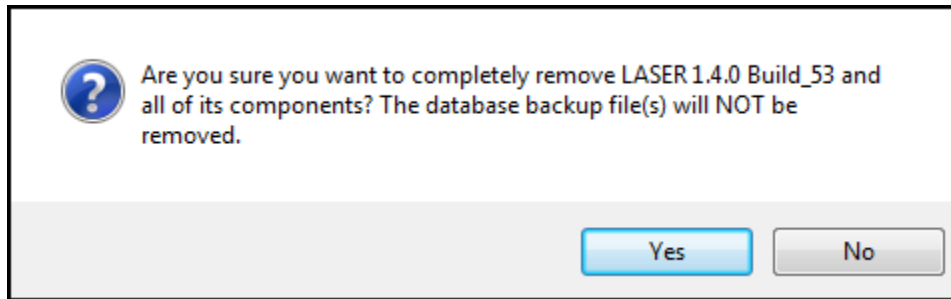 Are you sure you want to completely remove LASER 1.4.0 Build_53 and
all of its components? The database backup file(s) will NOT be
removed.
Yes No